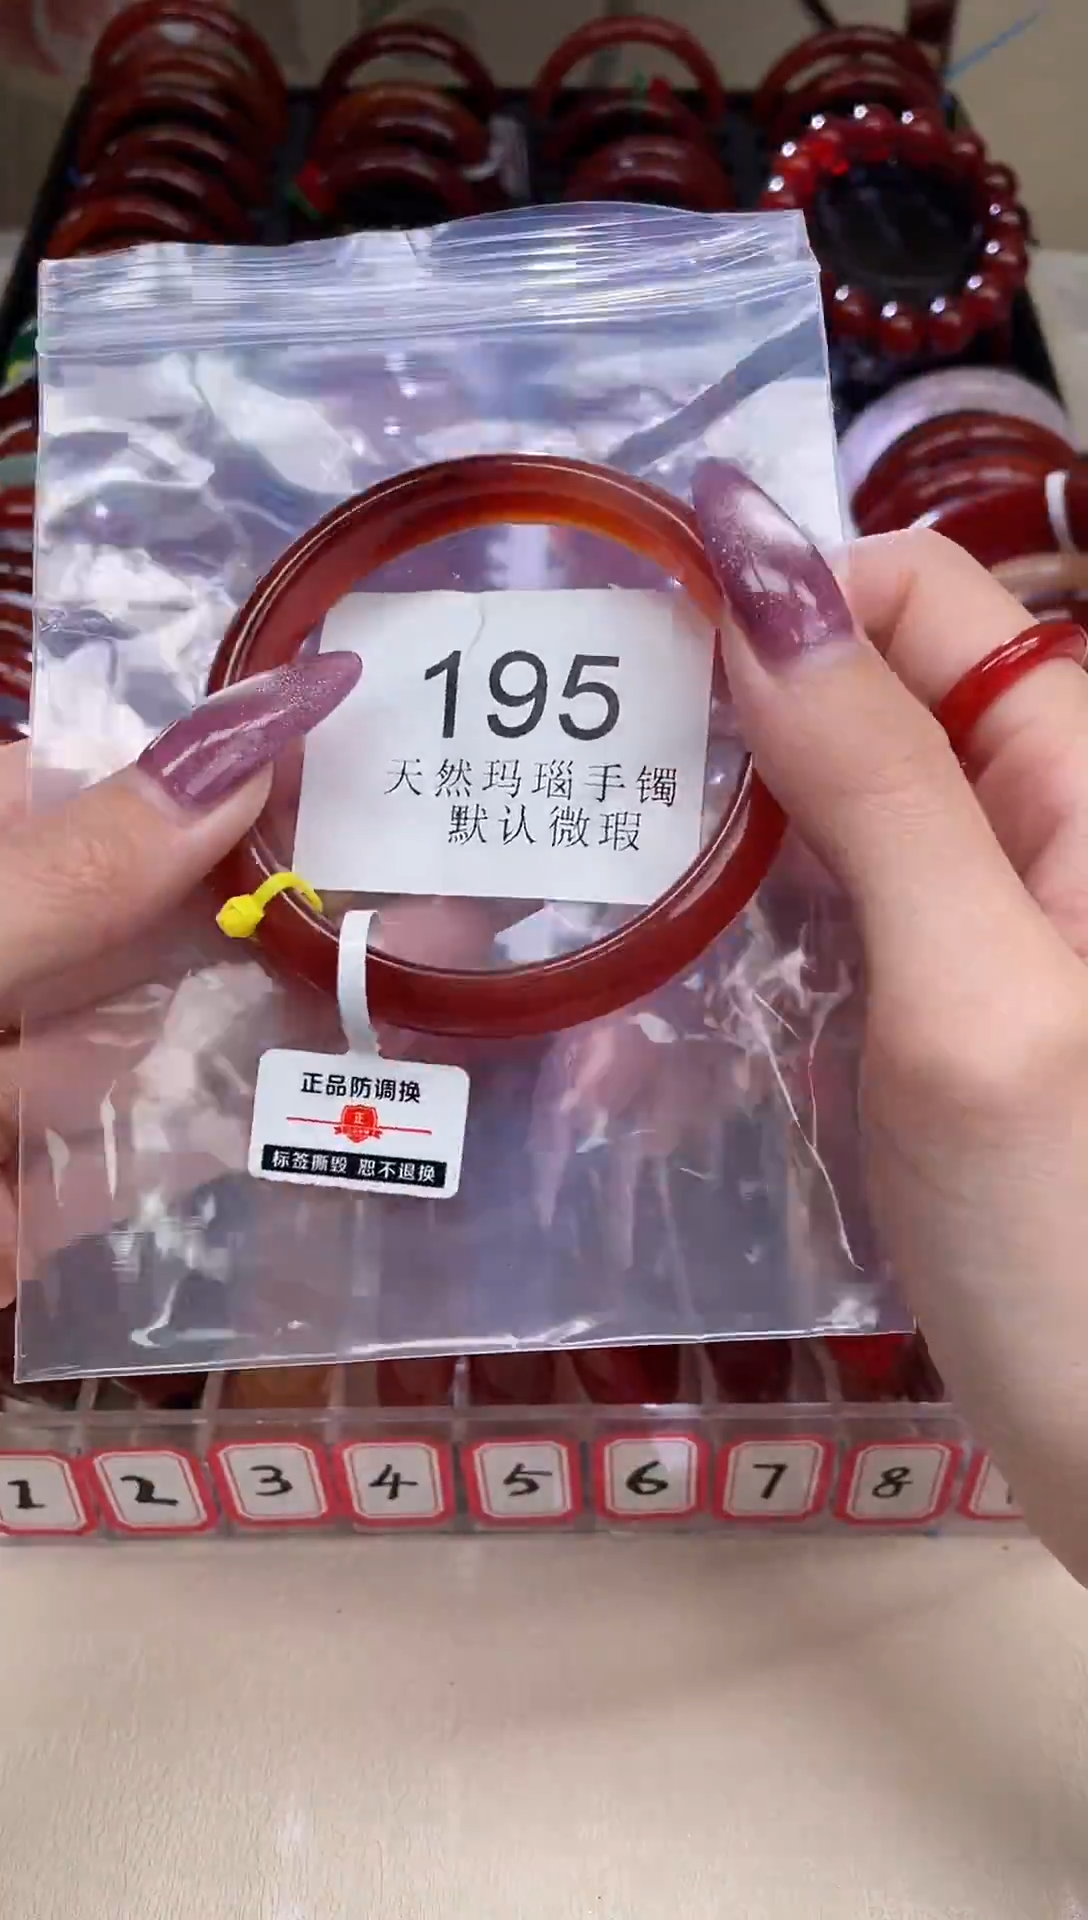 195
天然玛瑙手镯
默认微瑕
正品防调换
正
标签撕毁 恕不退换
1 2 3 4 5 6 7 8